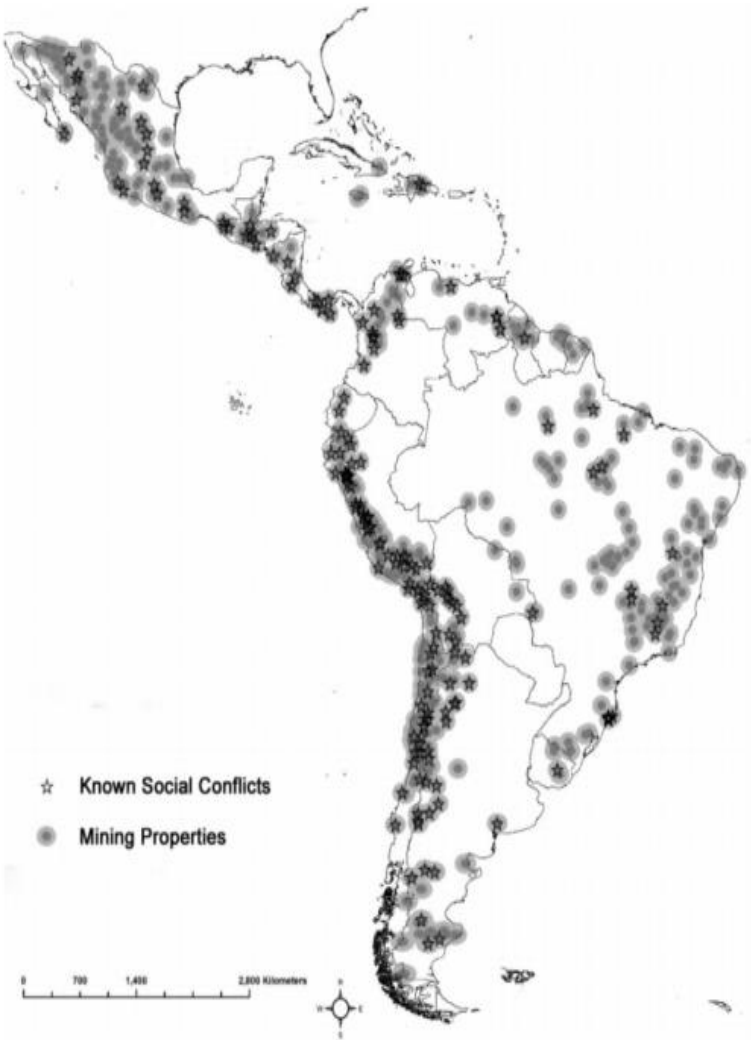 Known Social Conflicts
Mining Properties
0 700 1,400 2,800 Kilometers
N
W E
S